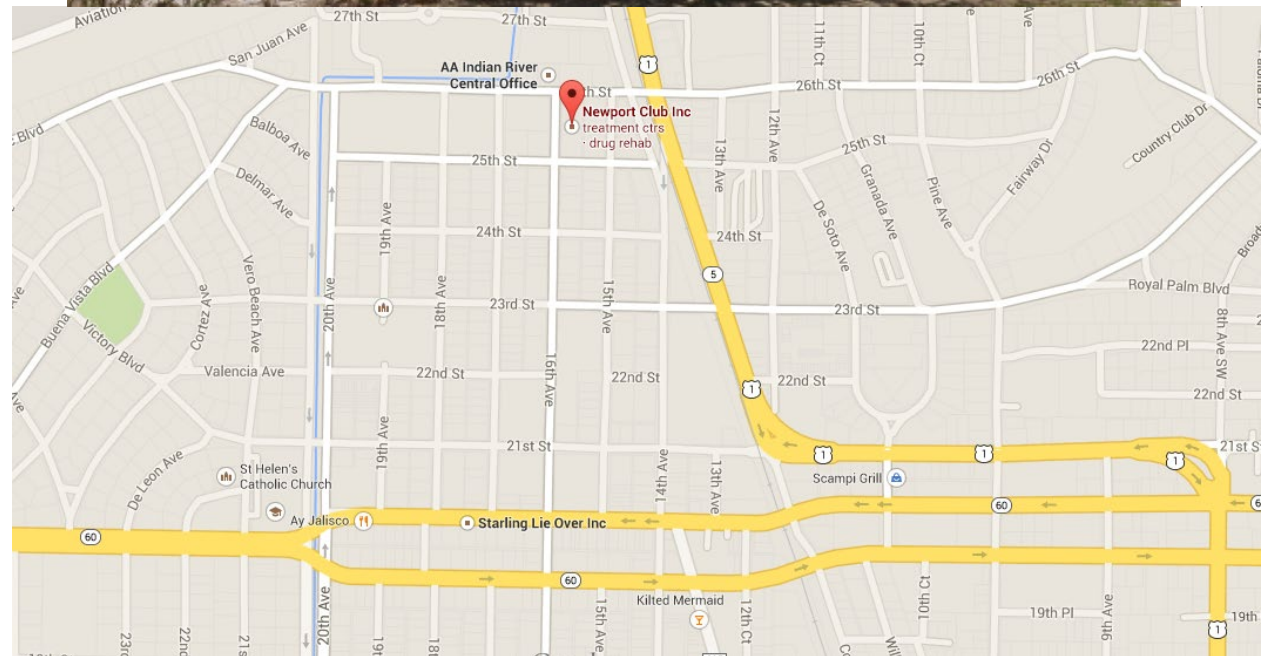 Aviation
27th St
27th St
San Juan Ave
1
11th Ct
10th Ct
Ave
AA Indian River
Central Office
26th St
26th St
Newport Club Inc
treatment ctrs
· drug rehab
Blvd
Balboa Ave
25th St
13th Ave
12th Ave
25th St
Country Club Dr
Delmar Ave
Granada Ave
Pine Ave
Fairway Dr
19th Ave
24th St
24th St
De Soto Ave
Vero Beach Ave
5
Buena Vista Blvd
Cortez Ave
20th Ave
18th Ave
23rd St
15th Ave
23rd St
Royal Palm Blvd
Victory Blvd
Valencia Ave
22nd St
16th Ave
22nd St
1
22nd St
22nd Pl
8th Ave SW
22nd St
Ave
21st St
21st St
De Leon Ave
19th Ave
14th Ave
13th Ave
1
1
1
St Helen's
Catholic Church
Scampi Grill
Ay Jalisco
Starling Lie Over Inc
60
60
60
Kilted Mermaid
20th Ave
15th Ave
12th Ct
10th Ct
19th Pl
9th Ave
19th
1
22nd
21st